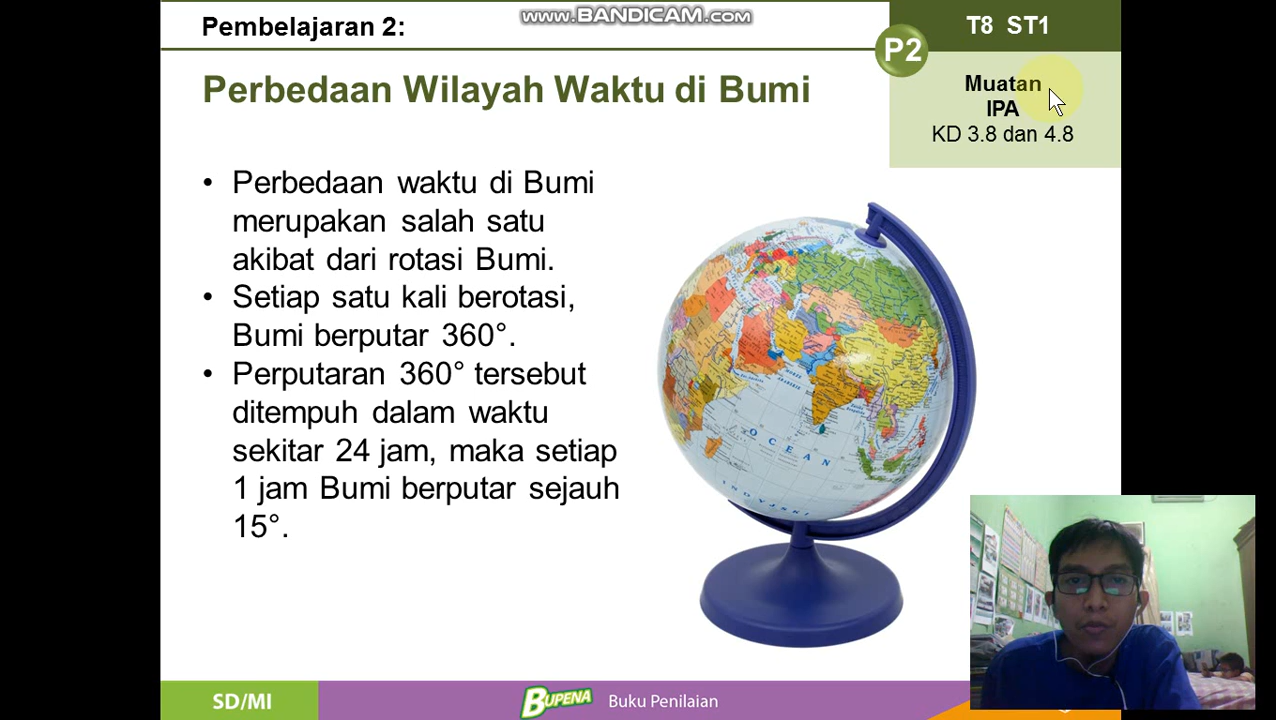 www.BANDICAM.com
Pembelajaran 2:
T8 ST1
P2
Perbedaan Wilayah Waktu di Bumi
Muatan
IPA
KD 3.8 dan 4.8
• Perbedaan waktu di Bumi
merupakan salah satu
akibat dari rotasi Bumi.
• Setiap satu kali berotasi,
Bumi berputar 360°.
• Perputaran 360° tersebut
ditempuh dalam waktu
sekitar 24 jam, maka setiap
1 jam Bumi berputar sejauh
15°.
OCEAN
SD/MI
BUPENA
Buku Penilaian